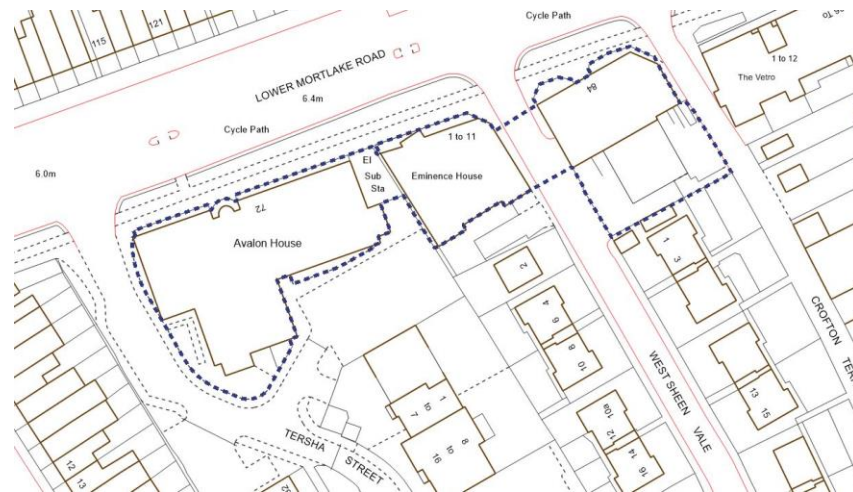 115
121
Cycle Path
LOWER MORTLAKE ROAD
6.4m
Cycle Path
6.0m
84
1 to 12
The Vetro
1 to 11
El
Sub
Sta
Eminence House
72
Avalon House
2
1
3
4
6
8
10
CROFTON TER
WEST SHEEN VALE
13
15
1
to
7
8
to
16
10a
12
14
16
TERSHA
STREET
12
13